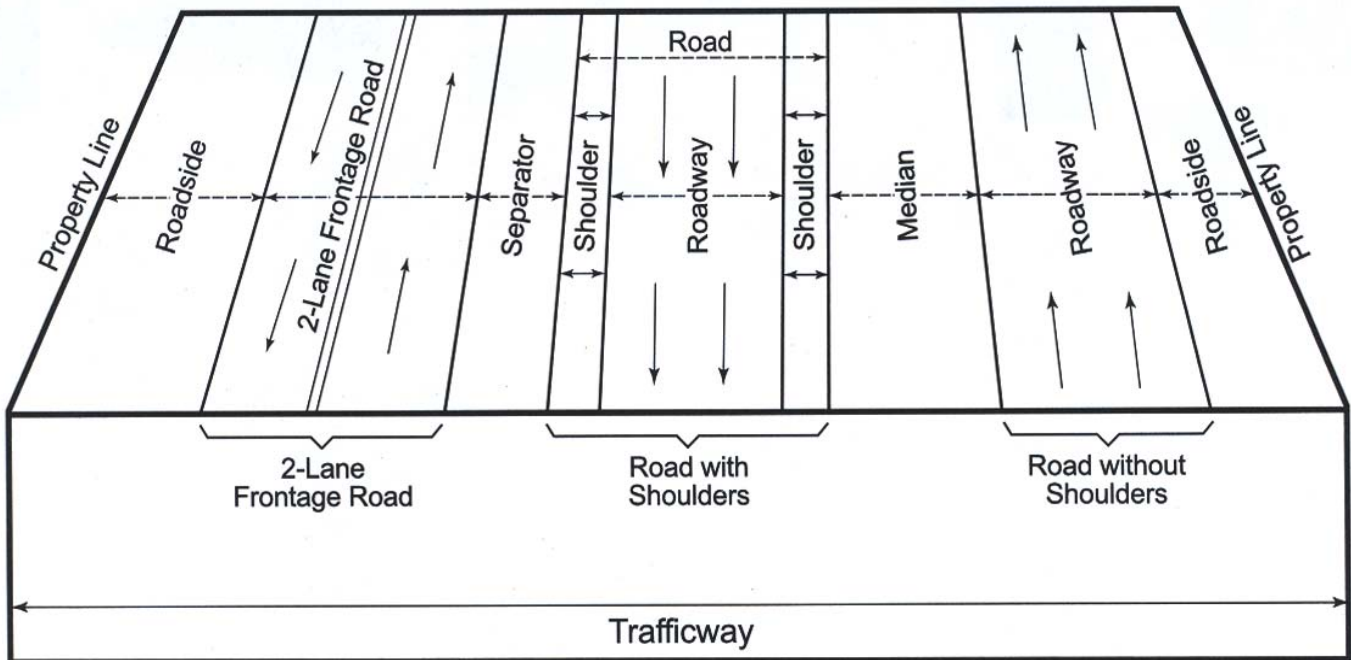 Road
Property Line
Roadside
2-Lane Frontage Road
Separator
Shoulder
Roadway
Shoulder
Median
Roadway
Roadside
Property Line
2-Lane
Frontage Road
Road with
Shoulders
Road without
Shoulders
Trafficway